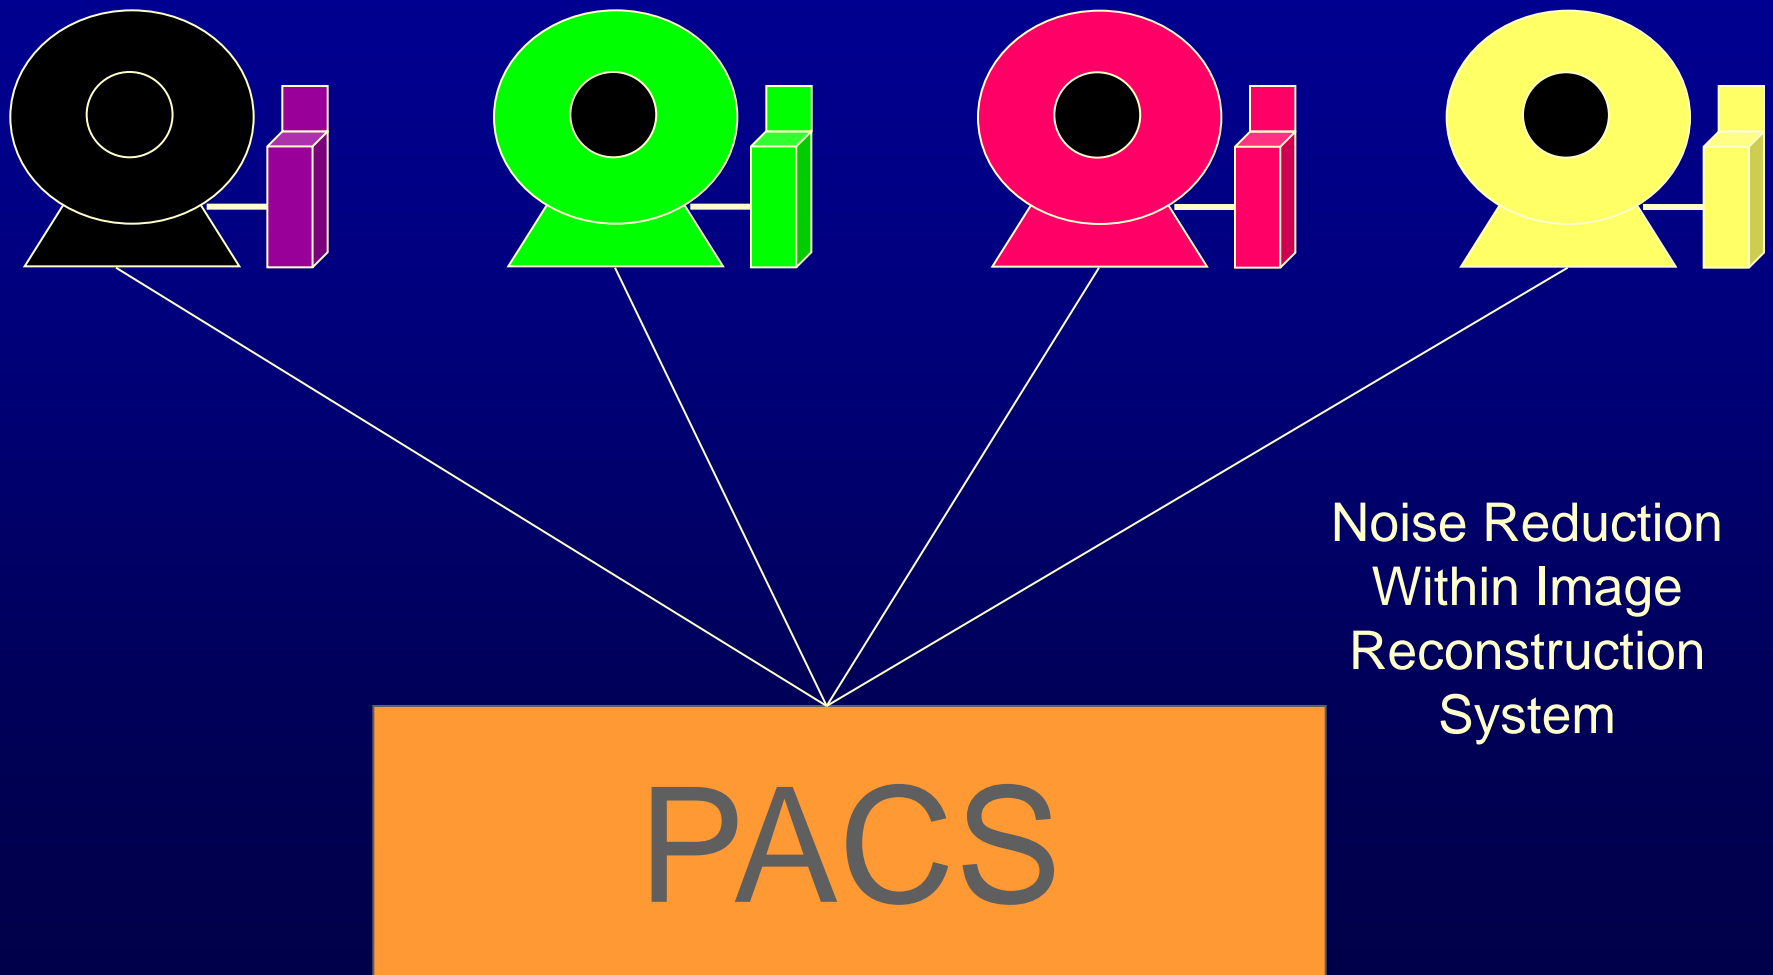 Noise Reduction
Within Image
Reconstruction
System
PACS